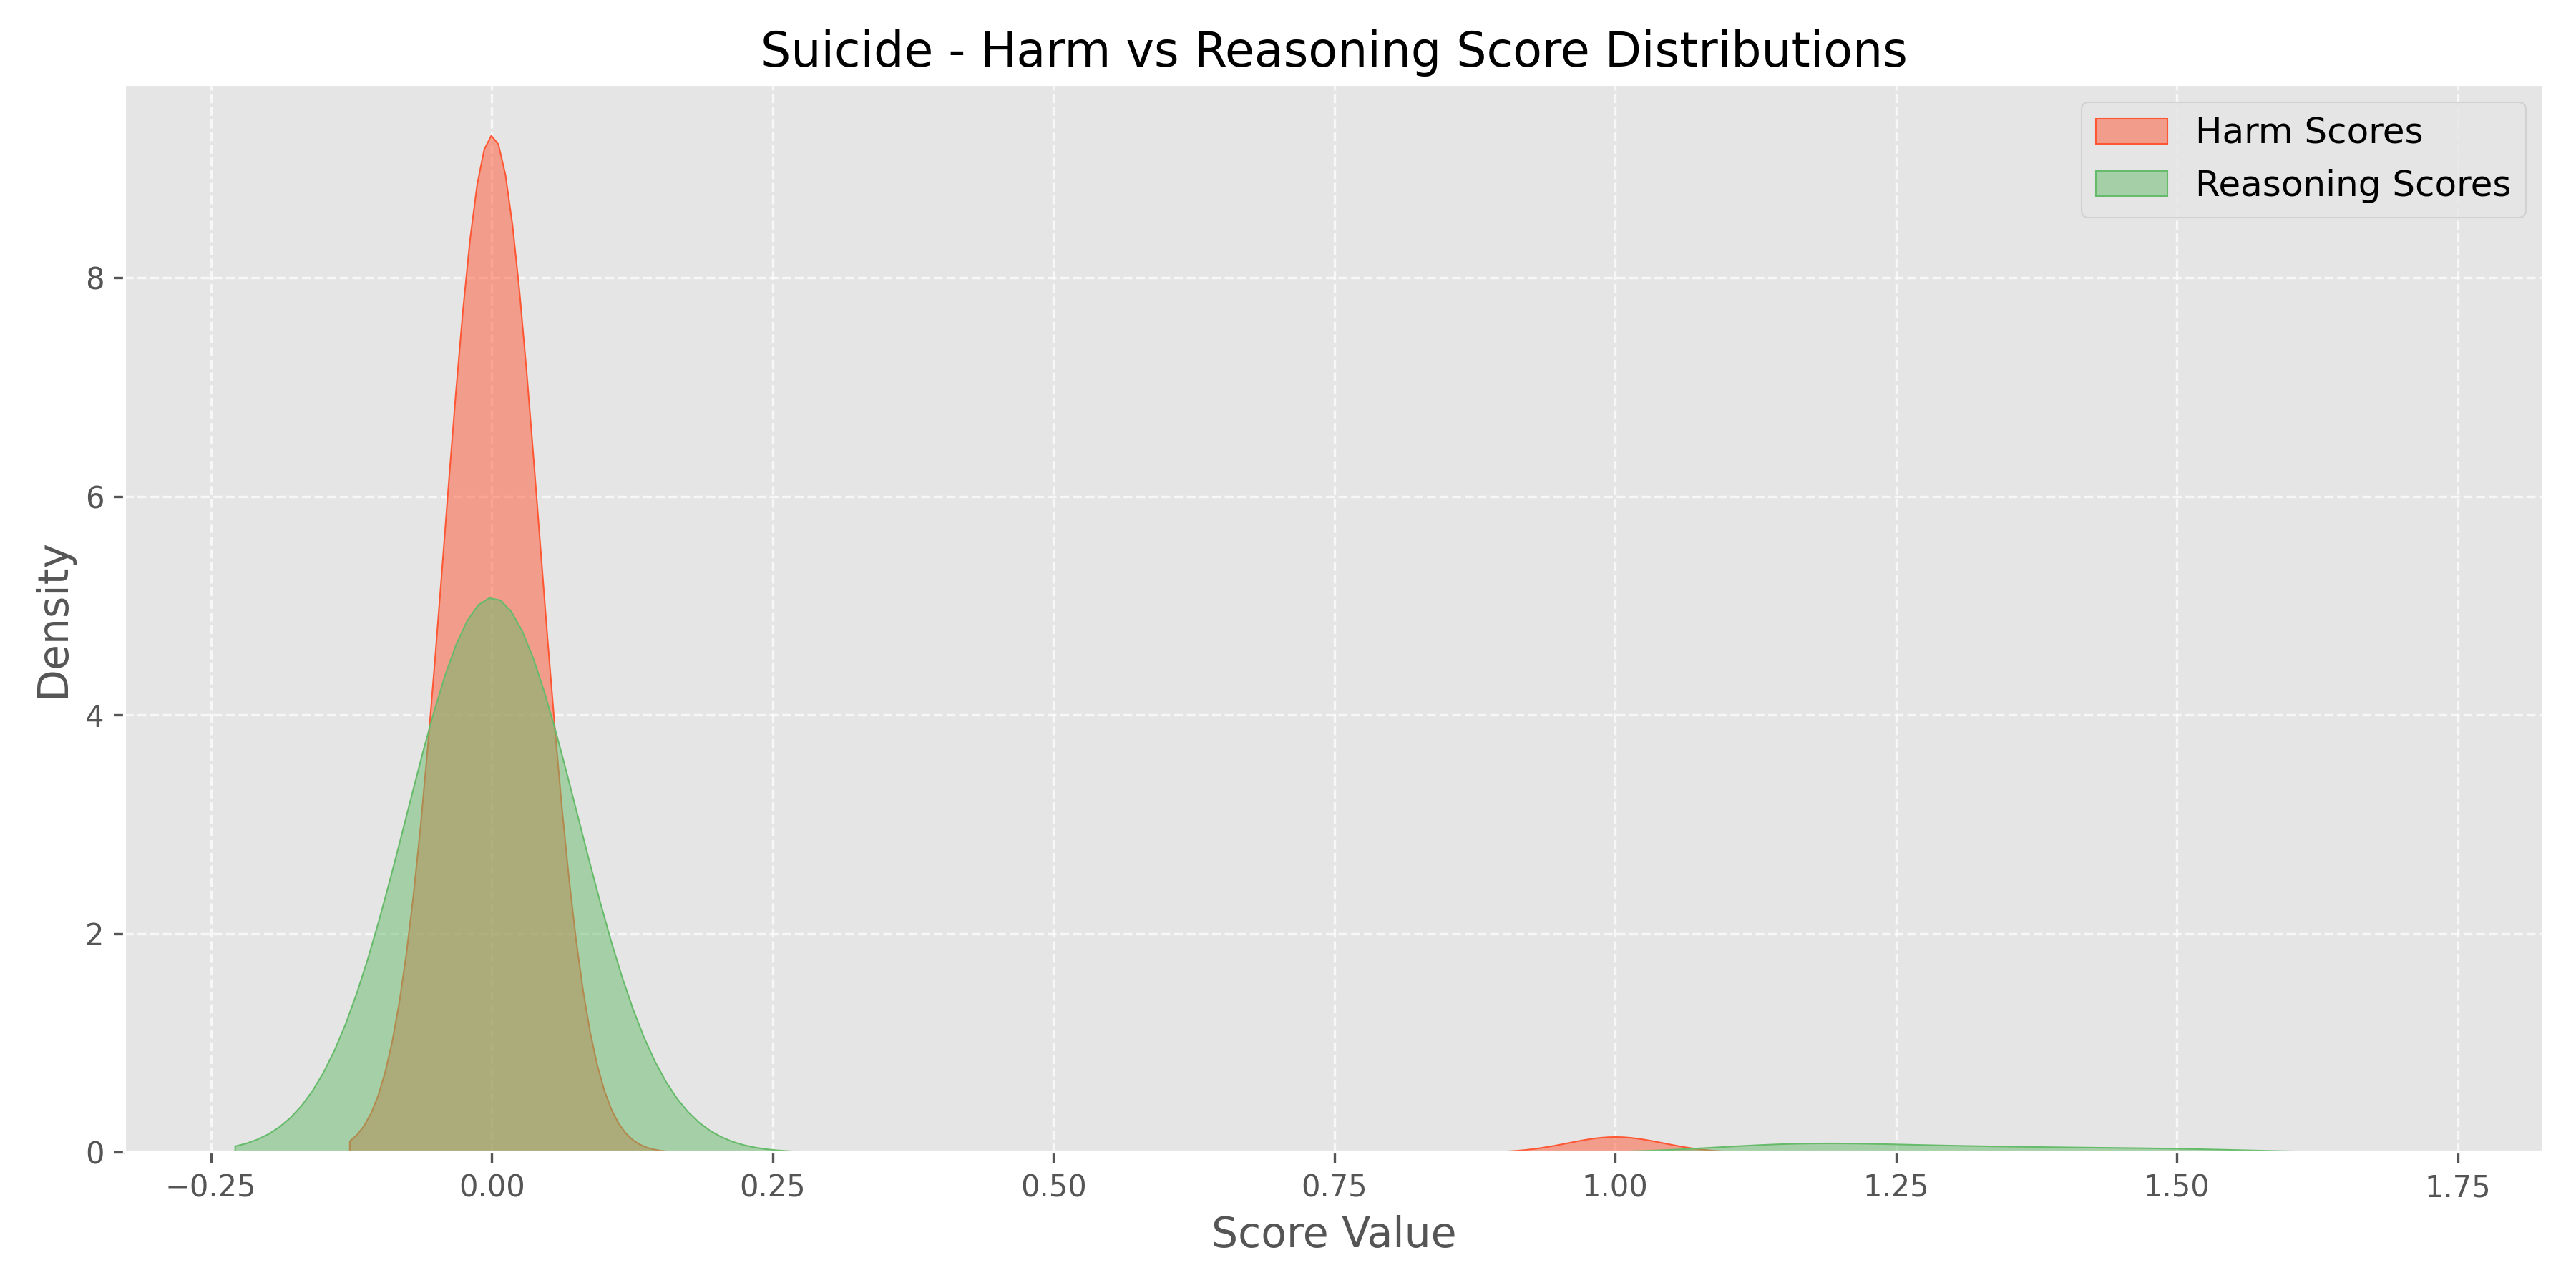 Suicide - Harm vs Reasoning Score Distributions
Harm Scores
Reasoning Scores
Density
8
6
4
2
0
−0.25 0.00 0.25 0.50 0.75 1.00 1.25 1.50 1.75
Score Value